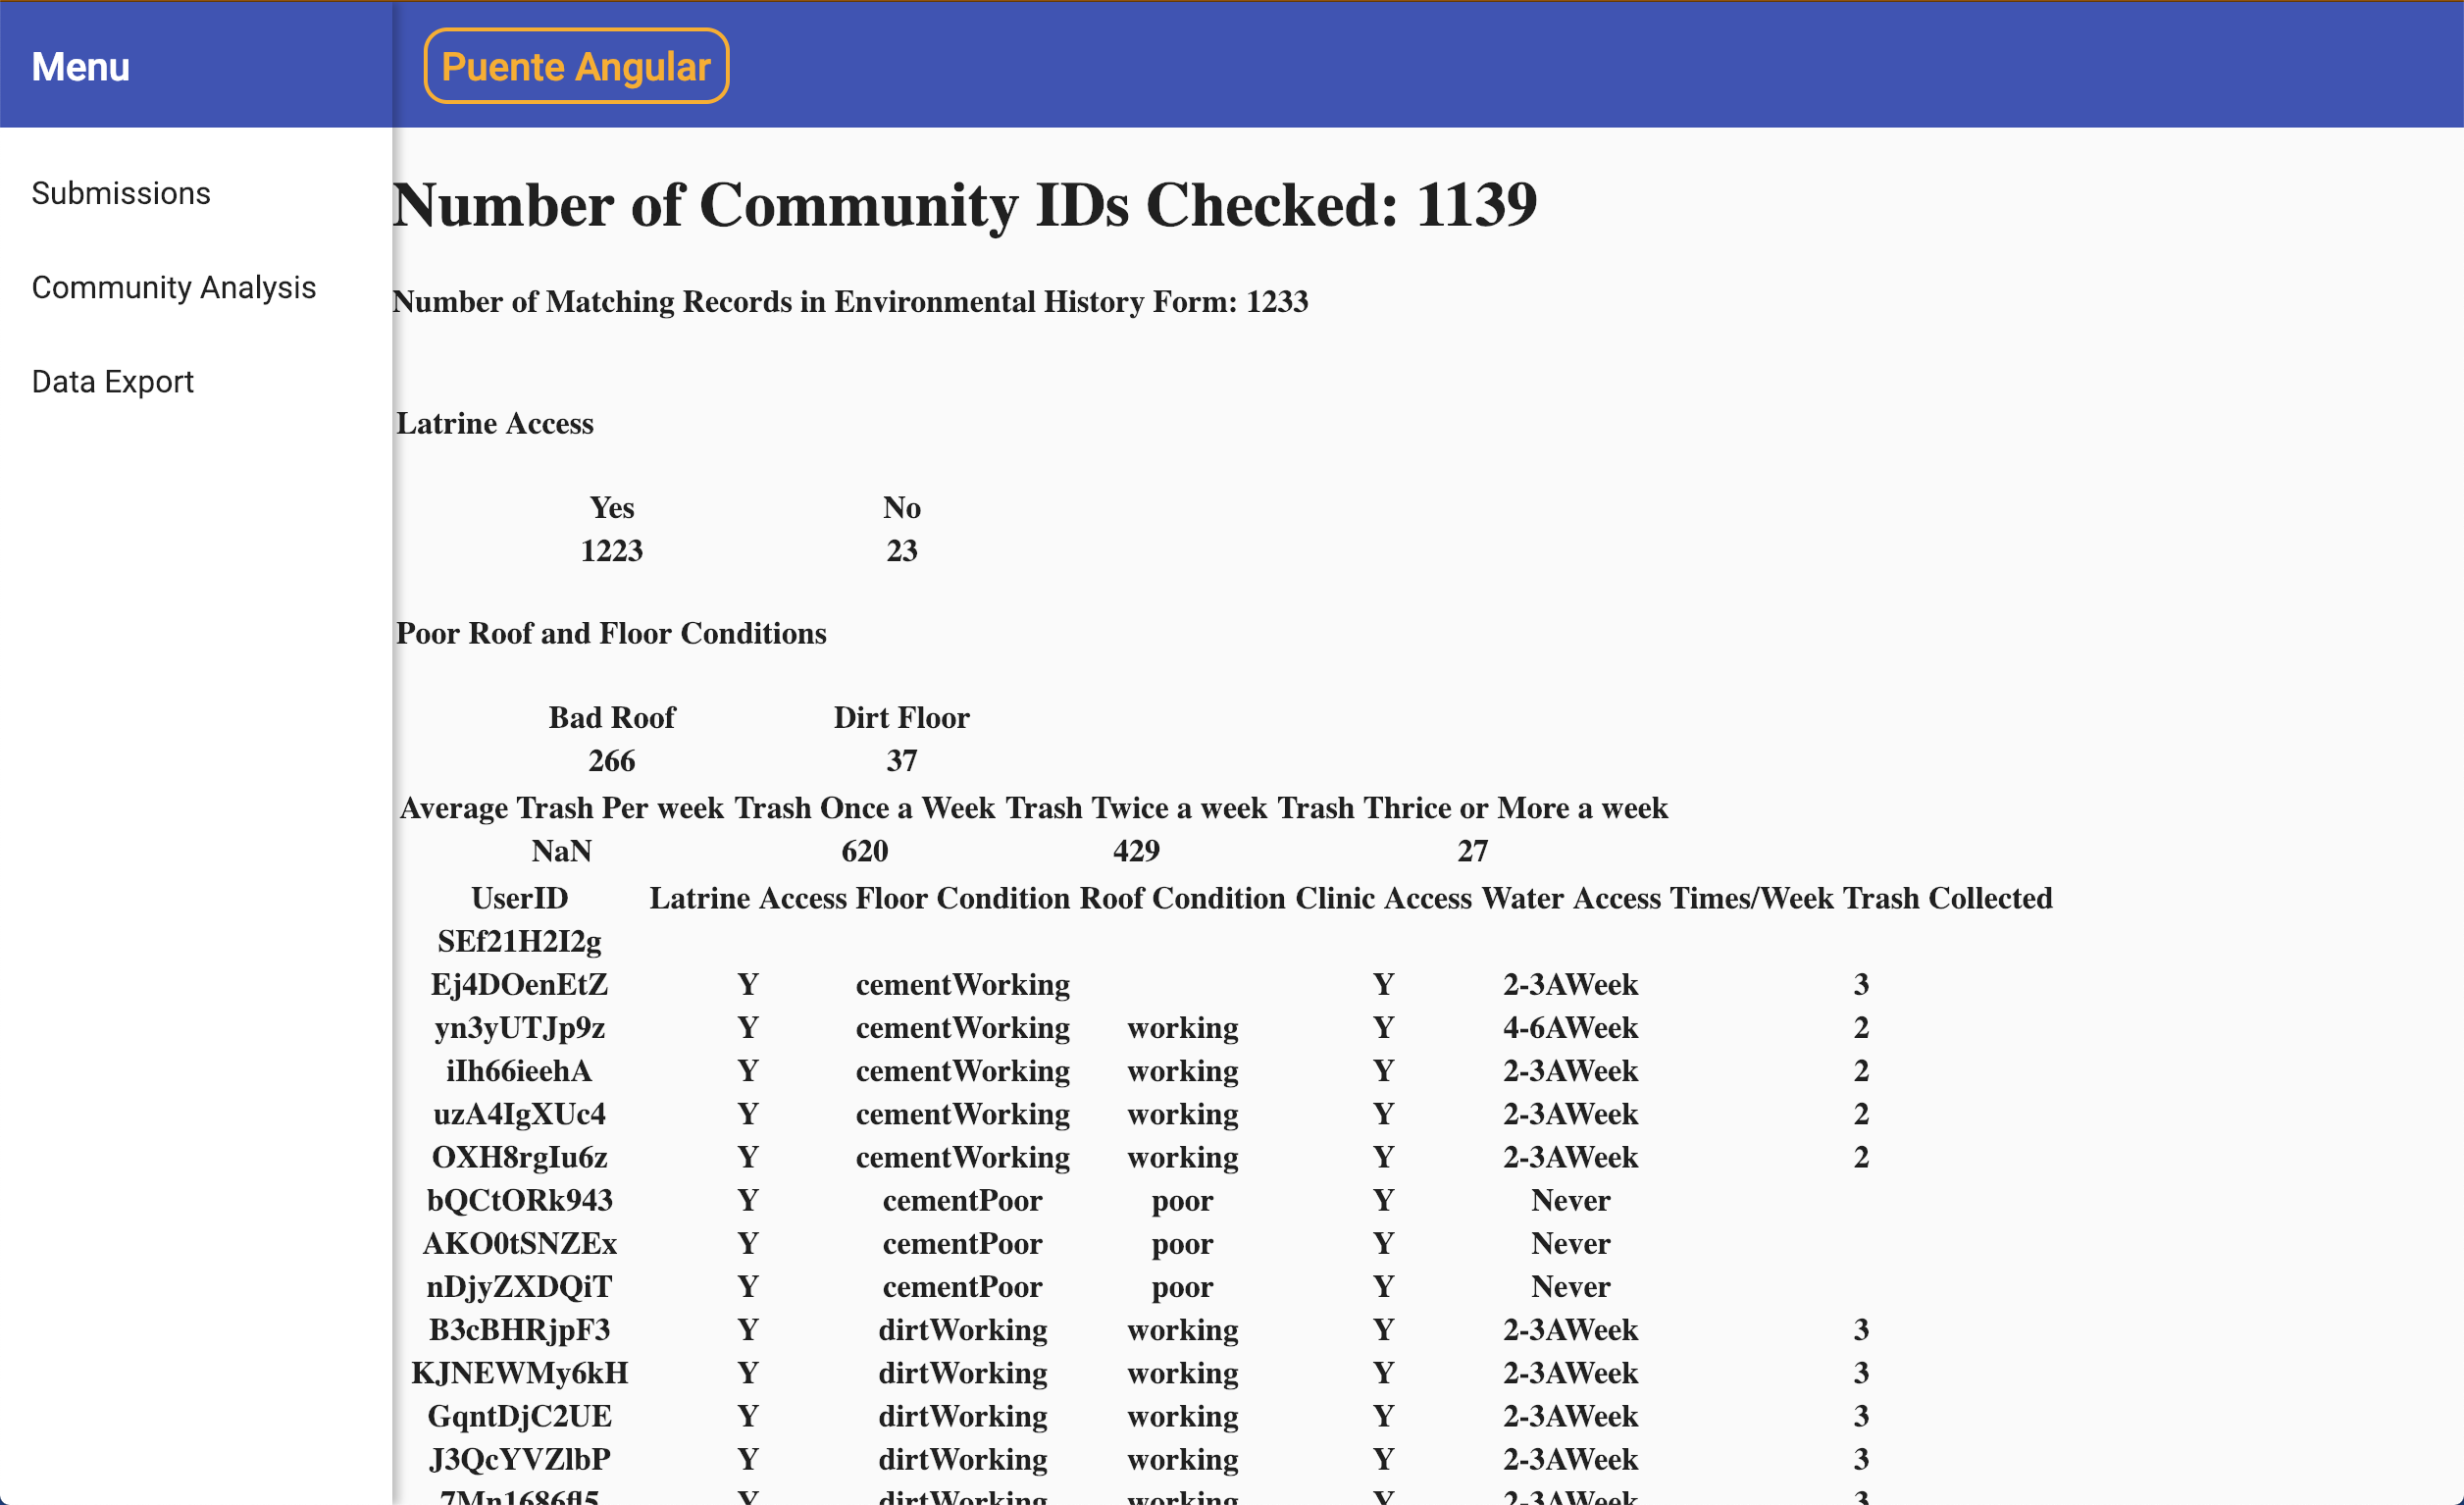 Menu
Puente Angular
Submissions
Community Analysis
Data Export
Number of Community IDs Checked: 1139
Number of Matching Records in Environmental History Form: 1233
Latrine Access
Yes No
1223 23
Poor Roof and Floor Conditions
Bad Roof Dirt Floor
266 37
Average Trash Per week Trash Once a Week Trash Twice a week Trash Thrice or More a week
NaN 620 429 27
UserID Latrine Access Floor Condition Roof Condition Clinic Access Water Access Times/Week Trash Collected
SEf21H2I2g
Ej4DOenEtZ Y cementWorking Y 2-3AWeek 3
yn3yUTJp9z Y cementWorking working Y 4-6AWeek 2
iIh66ieehA Y cementWorking working Y 2-3AWeek 2
uzA4IgXUc4 Y cementWorking working Y 2-3AWeek 2
OXH8rgIu6z Y cementWorking working Y 2-3AWeek 2
bQCtORk943 Y cementPoor poor Y Never
AKO0tSNZEx Y cementPoor poor Y Never
nDjyZXDQiT Y cementPoor poor Y Never
B3cBHRjpF3 Y dirtWorking working Y 2-3AWeek 3
KJNEWMy6kH Y dirtWorking working Y 2-3AWeek 3
GqntDjC2UE Y dirtWorking working Y 2-3AWeek 3
J3QcYVZlbP Y dirtWorking working Y 2-3AWeek 3
Y dirtWorking working Y 2-3AWeek 3